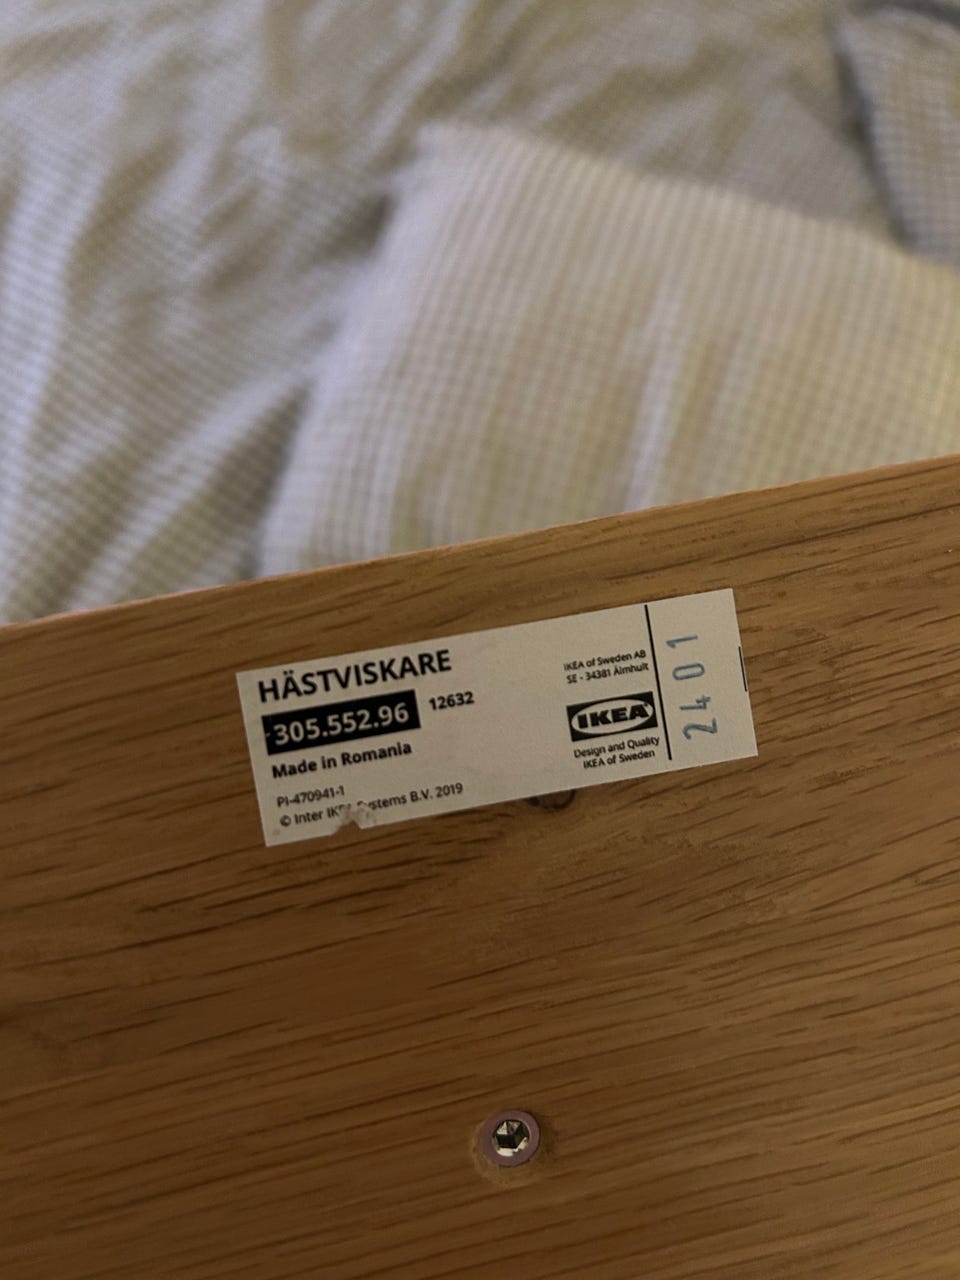 HÄSTVISKARE
305.552.96 12632
Made in Romania
PI-470941-1
© Inter IKEA Systems B.V. 2019
IKEA of Sweden AB
SE - 34381 Älmhult
IKEA
Design and Quality
IKEA of Sweden
2401